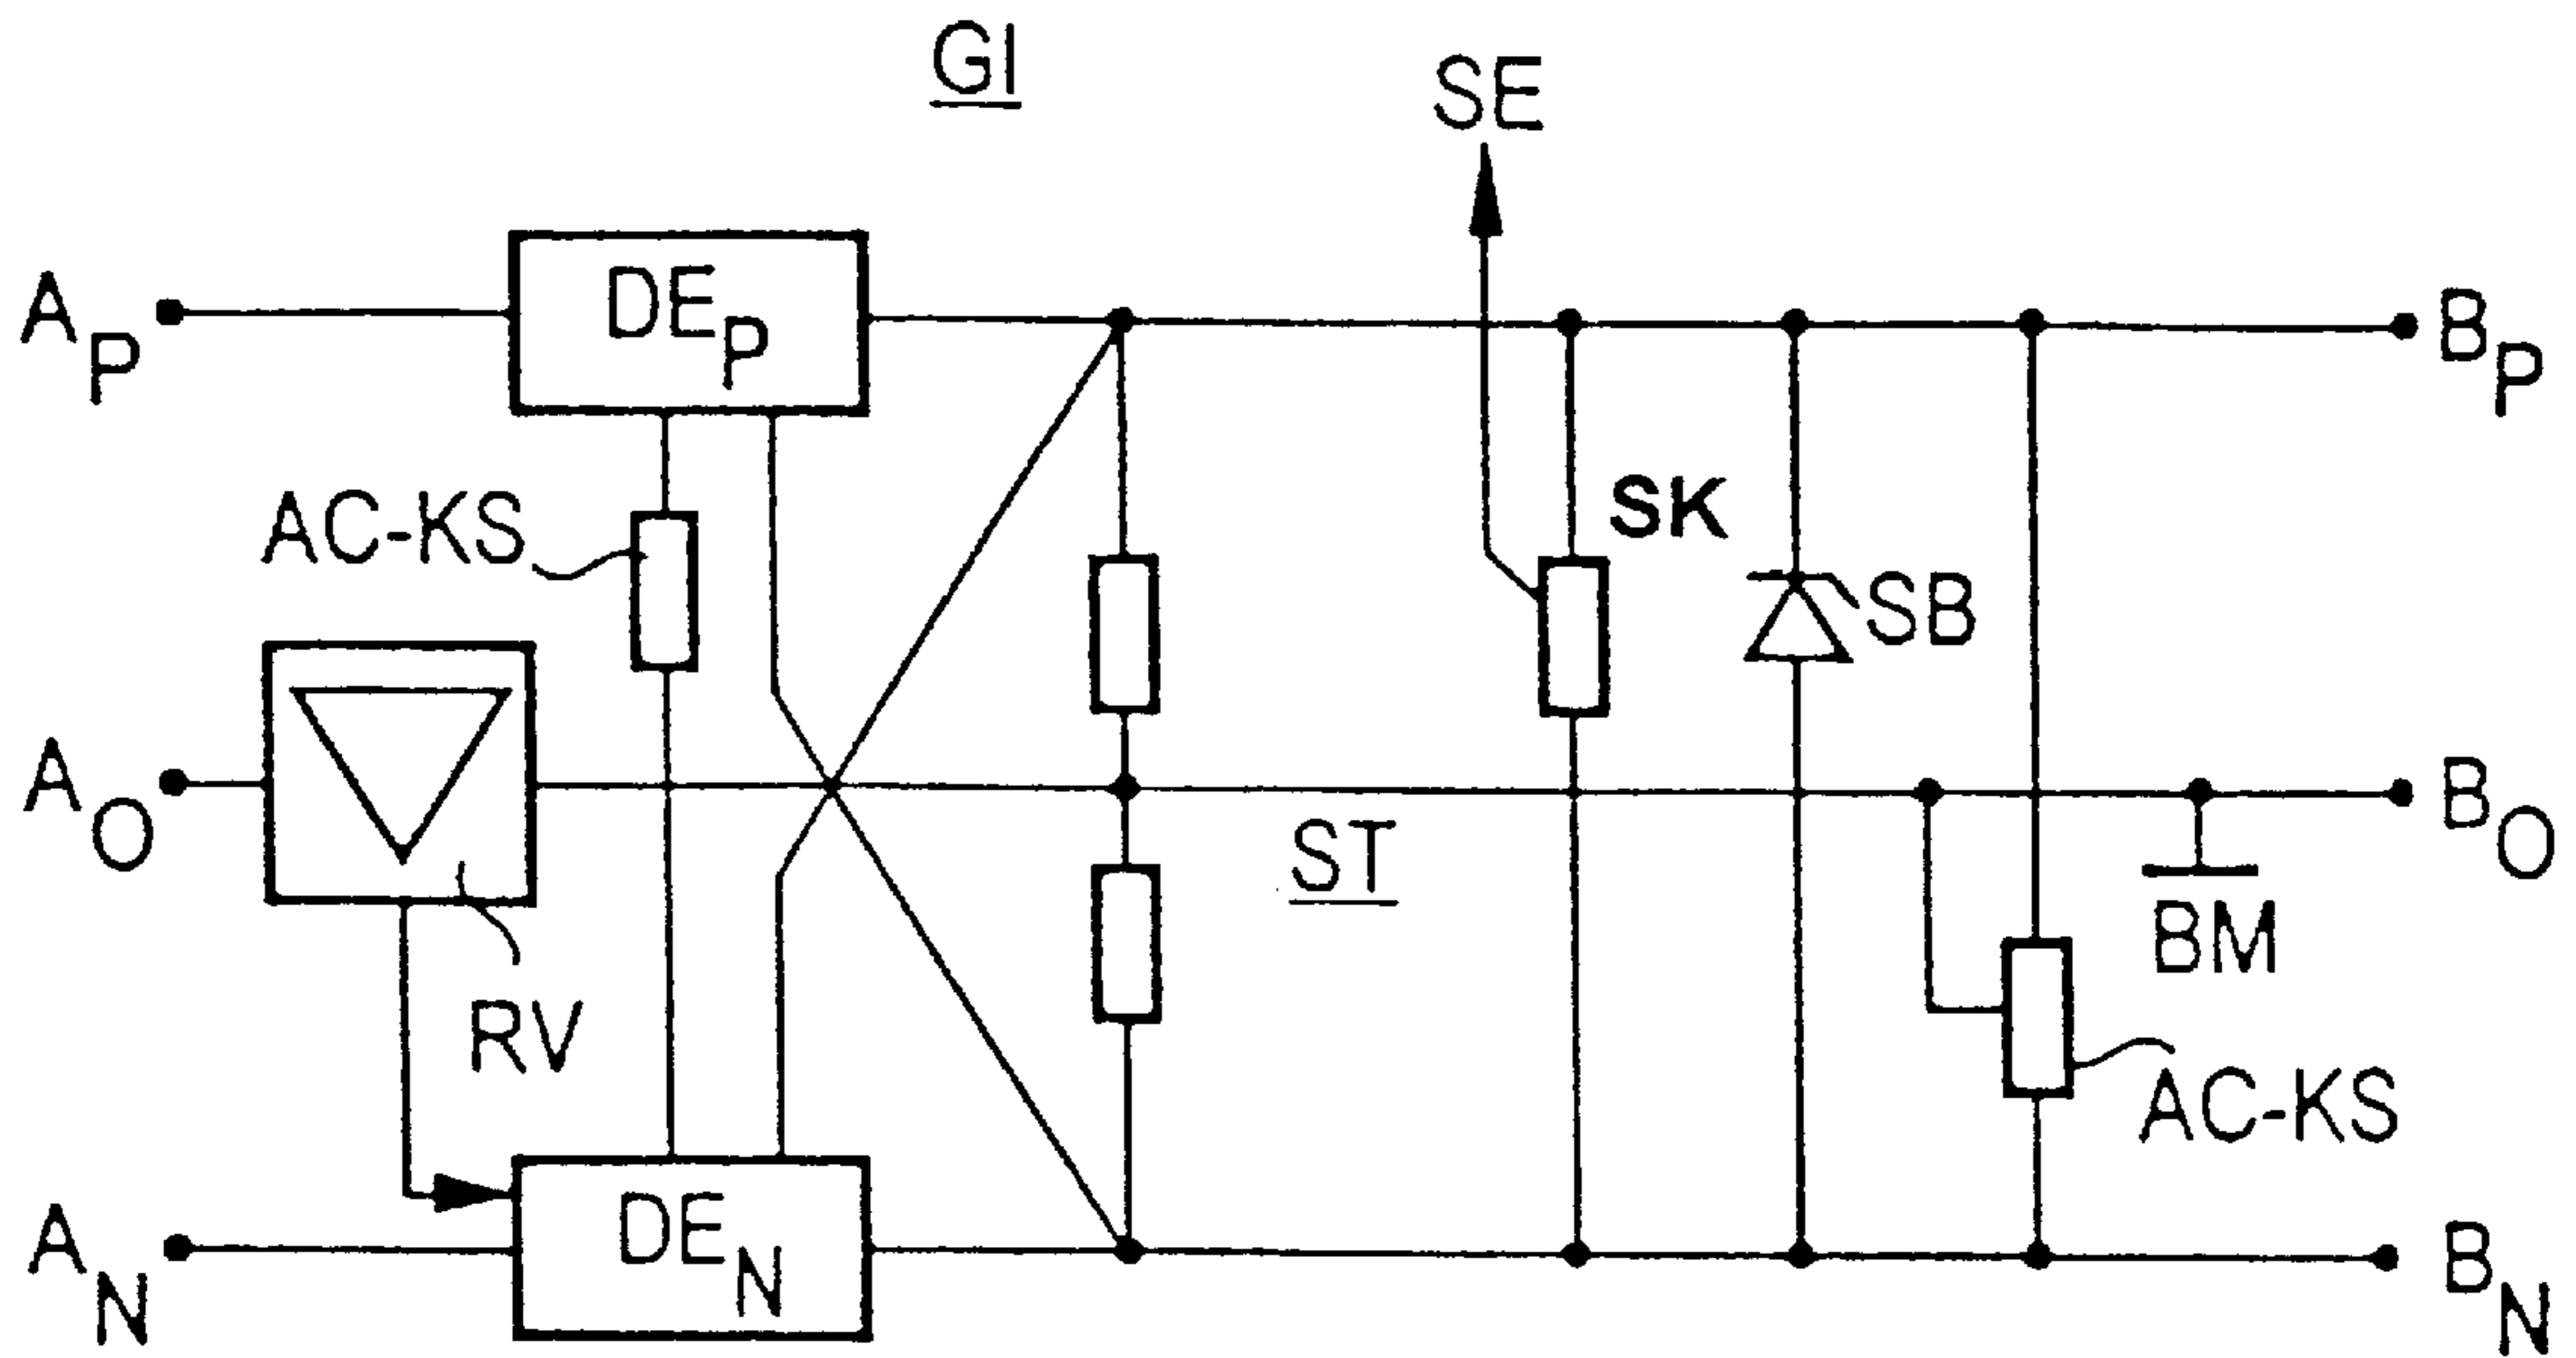 GI
SE
A_P
DE_P
B_P
AC-KS
SK
SB
A_O
B_O
ST
BM
RV
AC-KS
A_N
DE_N
B_N